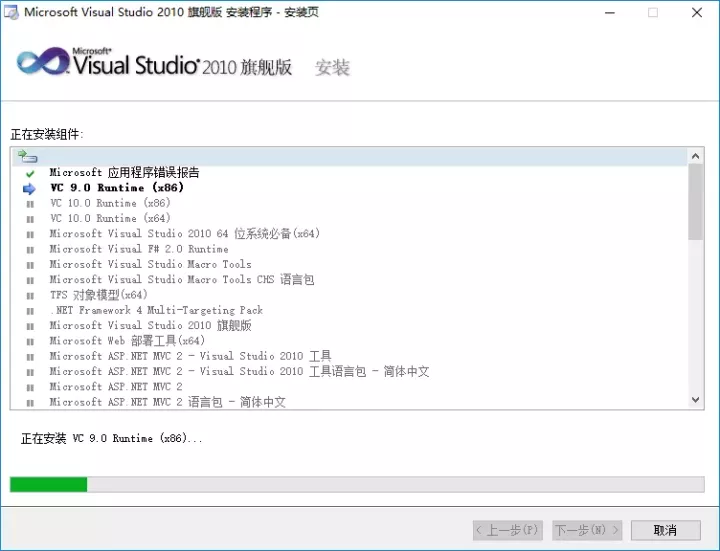 Microsoft Visual Studio 2010 旗舰版 安装程序 - 安装页
Microsoft®
Visual Studio® 2010 旗舰版 安装
正在安装组件:
Microsoft 应用程序错误报告
VC 9.0 Runtime (x86)
VC 10.0 Runtime (x86)
VC 10.0 Runtime (x64)
Microsoft Visual Studio 2010 64 位系统必备(x64)
Microsoft Visual F# 2.0 Runtime
Microsoft Visual Studio Macro Tools
Microsoft Visual Studio Macro Tools CHS 语言包
TFS 对象模型(x64)
.NET Framework 4 Multi-Targeting Pack
Microsoft Visual Studio 2010 旗舰版
Microsoft Web 部署工具(x64)
Microsoft ASP.NET MVC 2 - Visual Studio 2010 工具
Microsoft ASP.NET MVC 2 - Visual Studio 2010 工具语言包 - 简体中文
Microsoft ASP.NET MVC 2
Microsoft ASP.NET MVC 2 语言包 - 简体中文
正在安装 VC 9.0 Runtime (x86)...
< 上一步(P) 下一步(N) > 取消